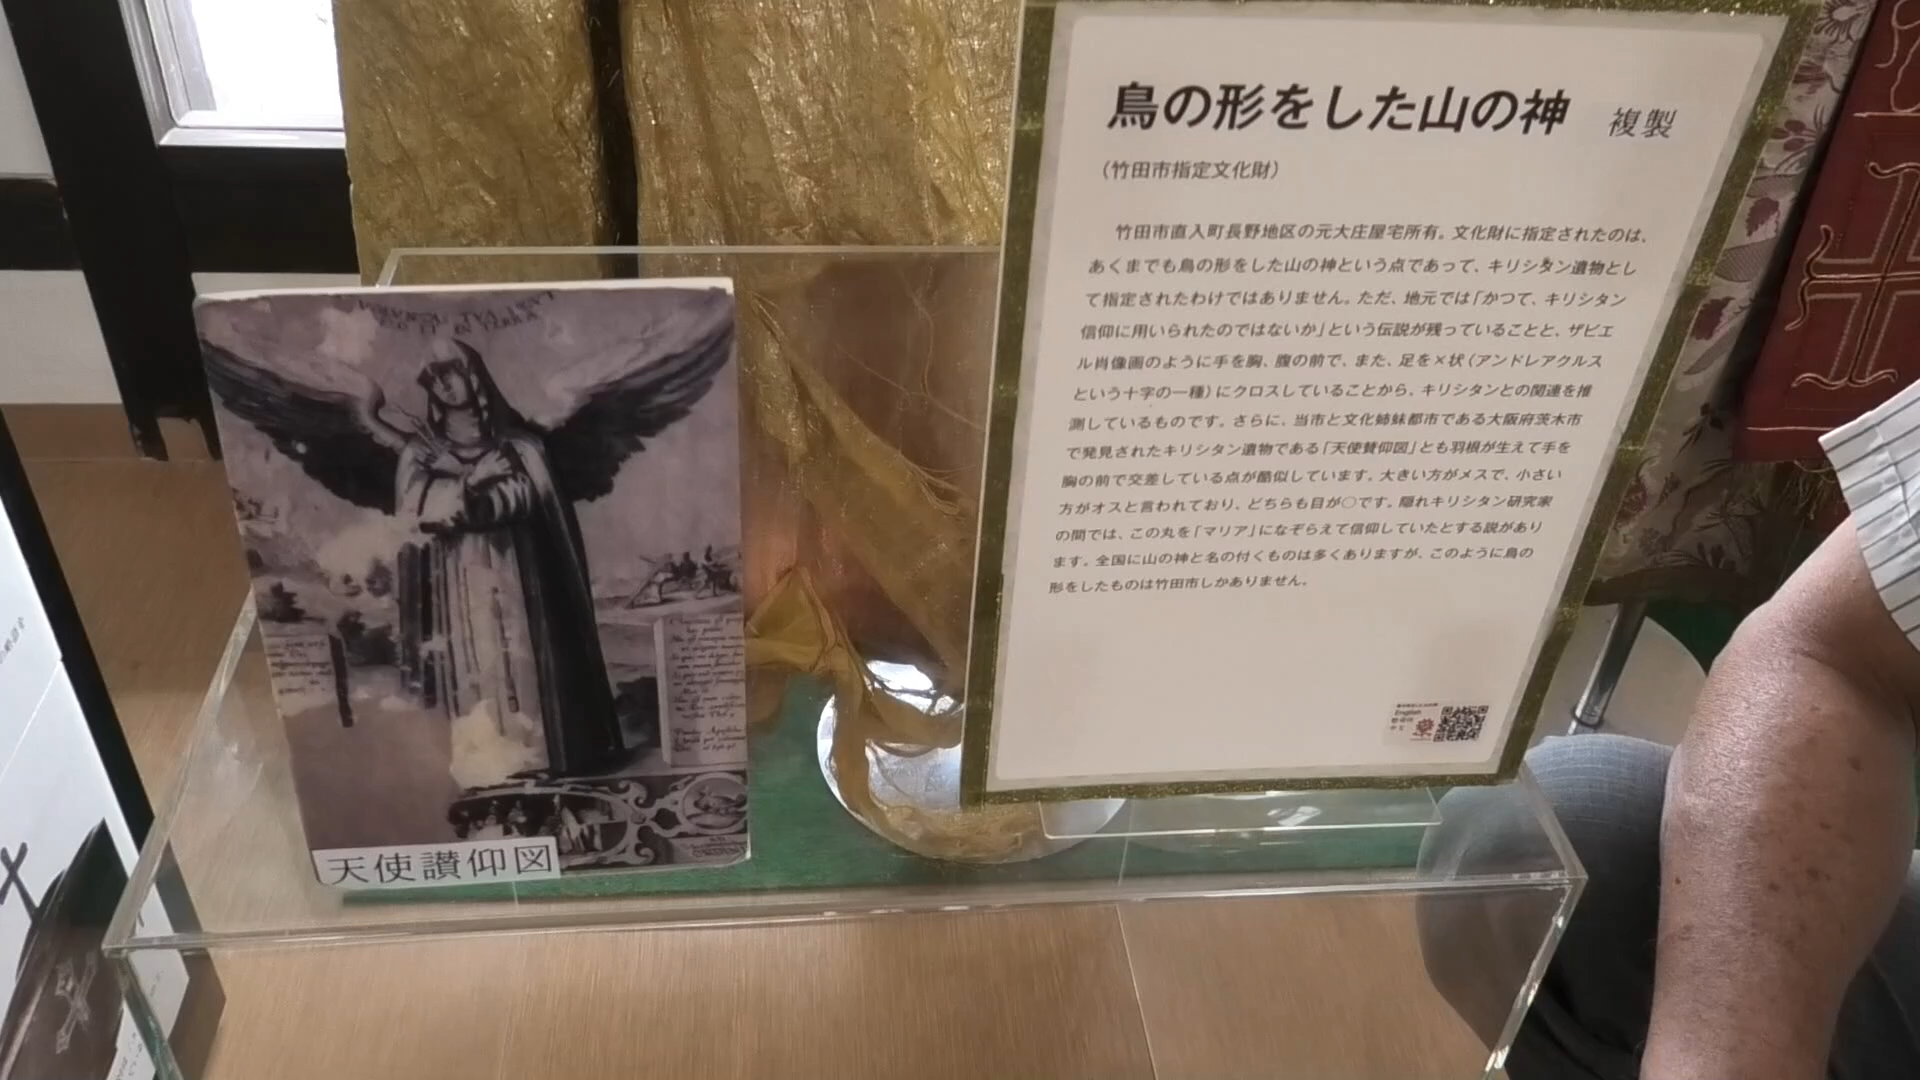 鳥の形をした山の神 複製
（竹田市指定文化財）
竹田市直入町長野地区の元大庄屋宅所有。文化財に指定されたのは、
あくまでも鳥の形をした山の神という点であって、キリシタン遺物とし
て指定されたわけではありません。ただ、地元では「かつて、キリシタン
信仰に用いられたのではないか」という伝説が残っていることと、ザビエ
ル肖像画のように手を胸、腹の前で、また、足を×状（アンドレアクルス
という十字の一種）にクロスしていることから、キリシタンとの関連を推
測しているものです。さらに、当市と文化姉妹都市である大阪府茨木市
で発見されたキリシタン遺物である「天使賛仰図」とも羽根が生えて手を
胸の前で交差している点が酷似しています。大きい方がメスで、小さい
方がオスと言われており、どちらも目が○です。隠れキリシタン研究家
の間では、この丸を「マリア」になぞらえて信仰していたとする説があり
ます。全国に山の神と名の付くものは多くありますが、このように鳥の
形をしたものは竹田市しかありません。
English
天使讃仰図